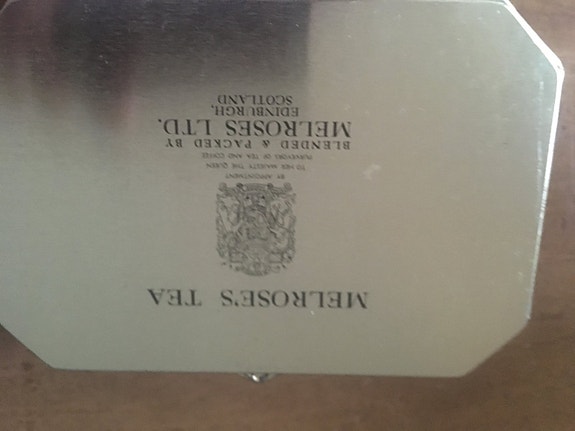 MELROSE'S TEA
BY APPOINTMENT
TO HER MAJESTY THE QUEEN
PURVEYORS OF TEA AND COFFEE
BLENDED & PACKED BY
MELROSES LTD.
EDINBURGH,
SCOTLAND